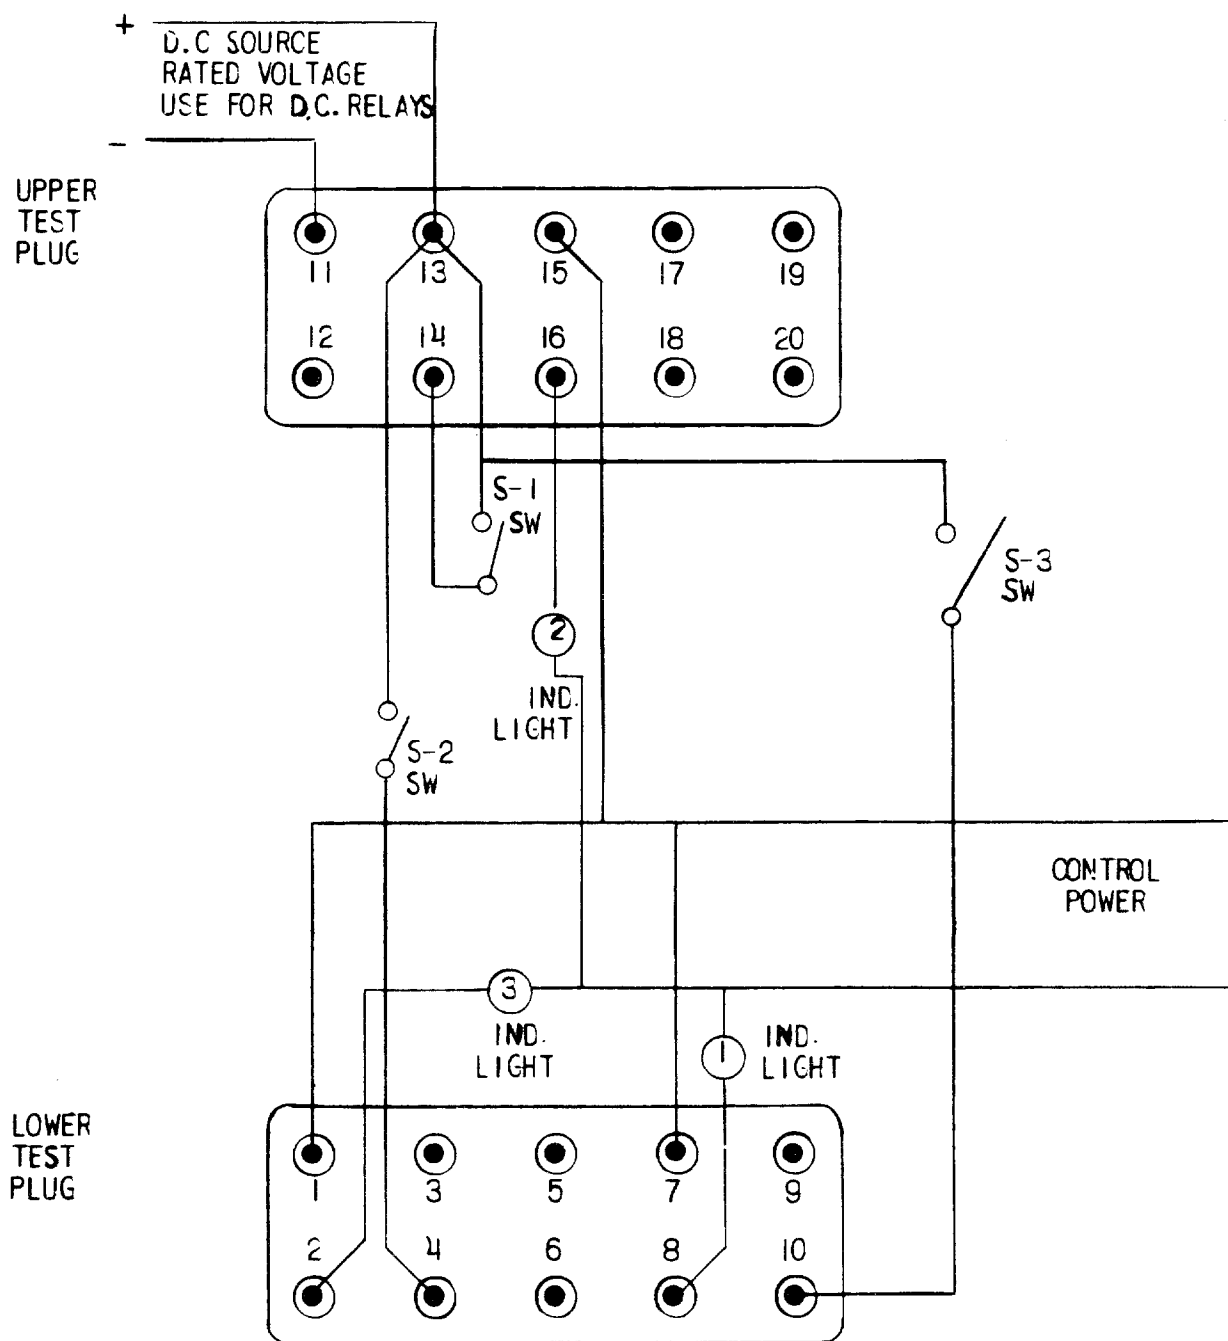 +
D.C SOURCE
RATED VOLTAGE
USE FOR D.C. RELAYS
-
UPPER
TEST
PLUG
11 13 15 17 19
12 14 16 18 20
S-1
SW
S-3
SW
2
IND.
LIGHT
S-2
SW
CONTROL
POWER
3
IND.
LIGHT
1
IND.
LIGHT
LOWER
TEST
PLUG
1 3 5 7 9
2 4 6 8 10